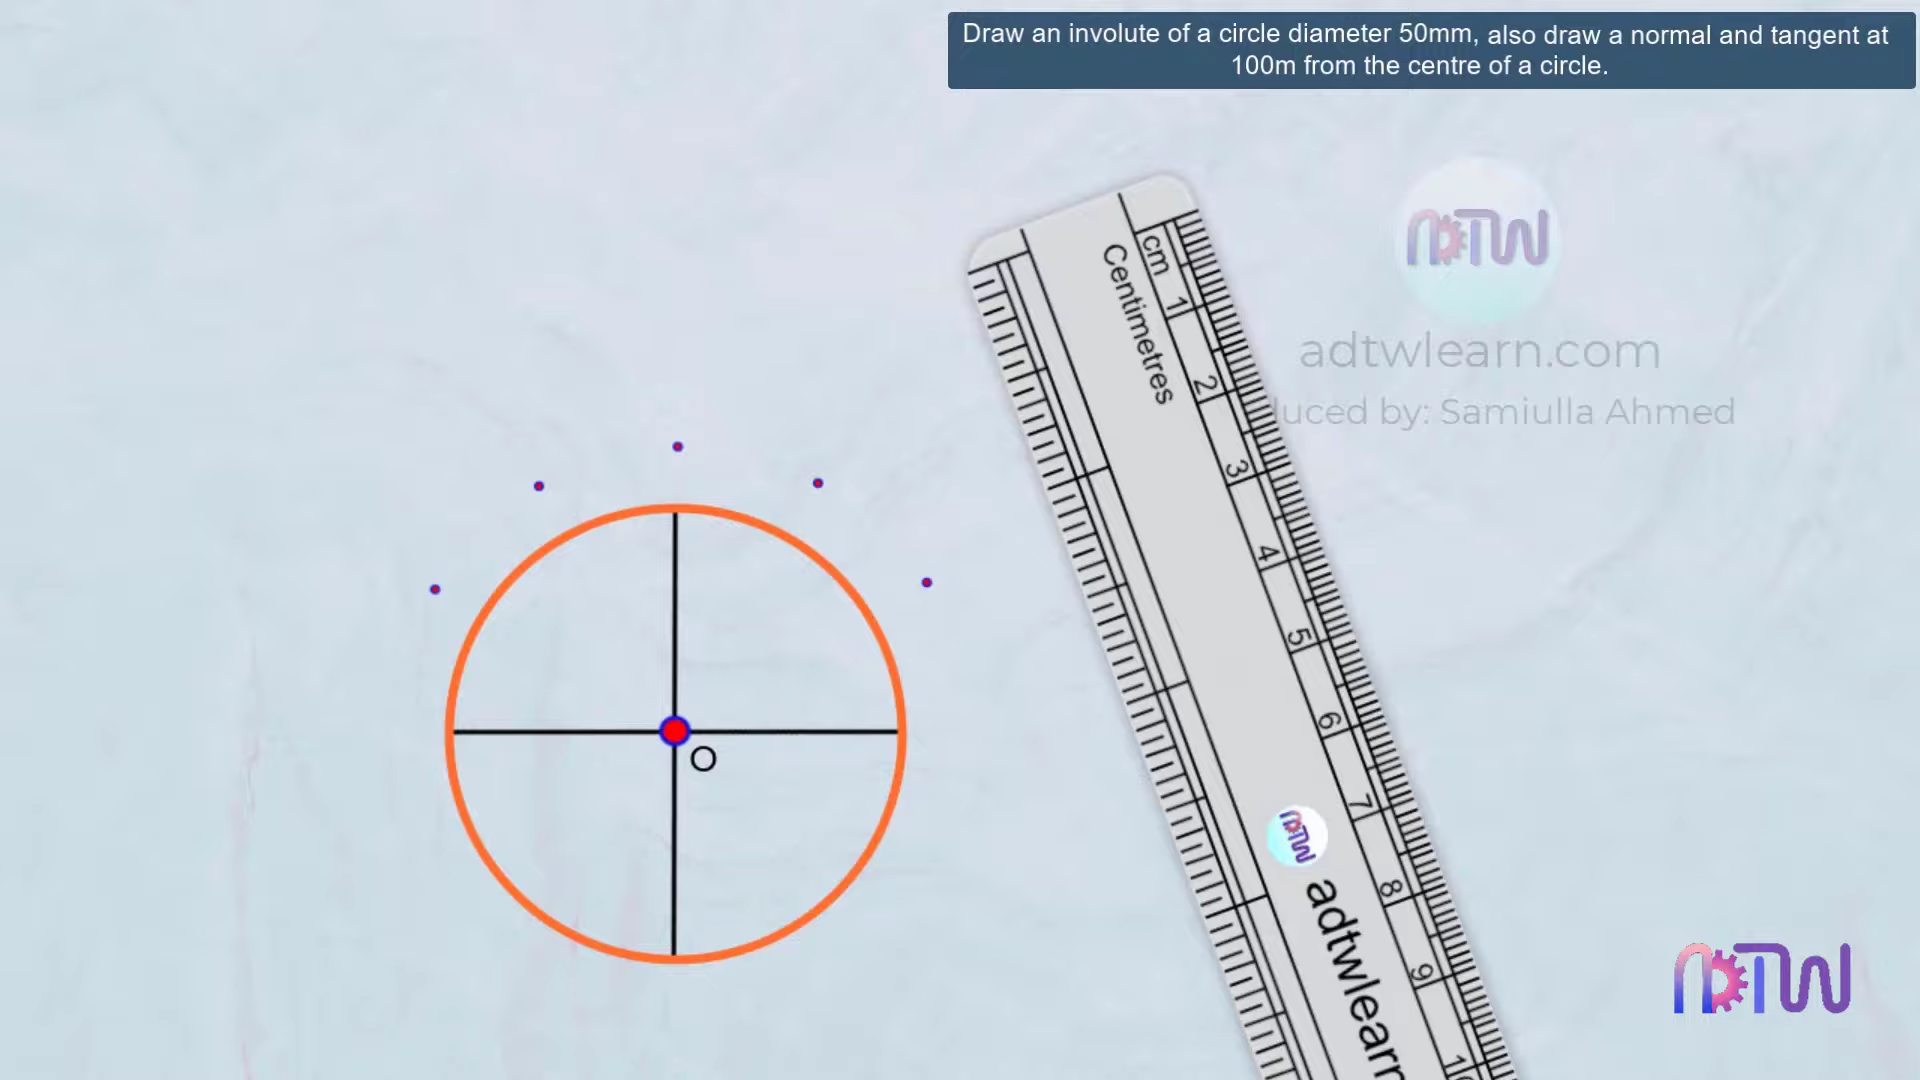 Draw an involute of a circle diameter 50mm, also draw a normal and tangent at
100m from the centre of a circle.
adtwlearn.com
duced by: Samiulla Ahmed
cm 1 2 3 4 5 6 7 8 9
Centimetres
adtwlearn
O